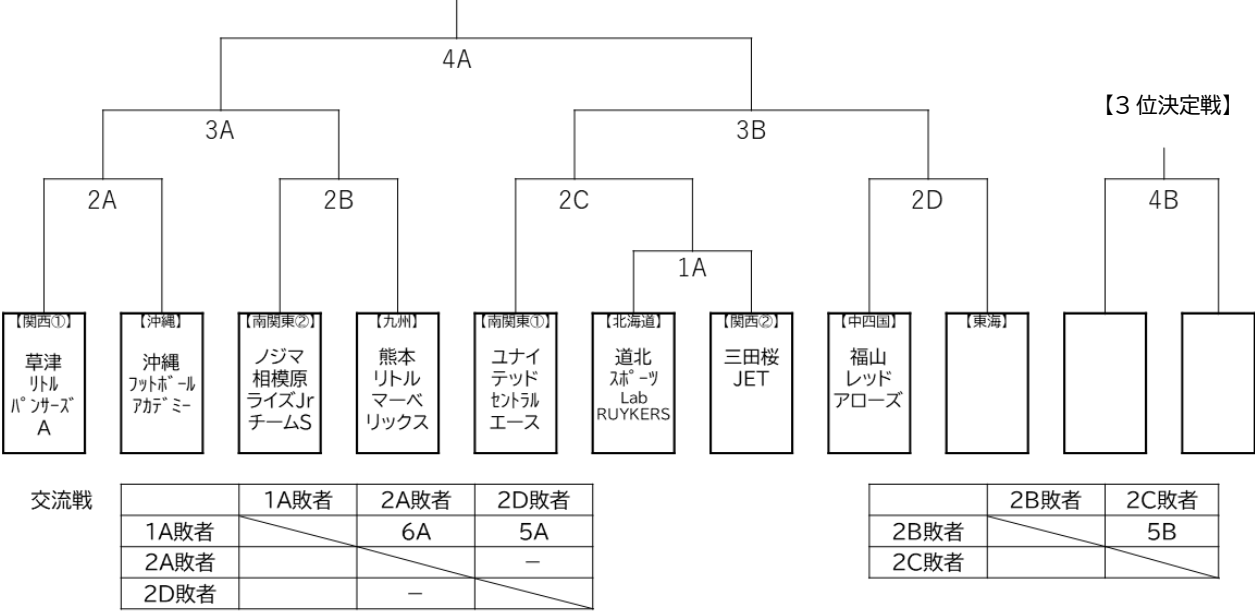 4A
【3 位決定戦】
3A
3B
2A
2B
2C
2D
4B
1A
【関西①】
草津
ﾘﾄﾙ
ﾊﾟﾝｻｰｽﾞ
A
【沖縄】
沖縄
ﾌｯﾄﾎﾞｰﾙ
ｱｶﾃﾞﾐｰ
【南関東②】
ノジマ
相模原
ライズJr
チームS
【九州】
熊本
リトル
マーベ
リックス
【南関東①】
ユナイ
テッド
ｾﾝﾄﾗﾙ
エース
【北海道】
道北
ｽﾎﾟｰﾂ
Lab
RUYKERS
【関西②】
三田桜
JET
【中四国】
福山
レッド
アローズ
【東海】
交流戦
1A敗者 2A敗者 2D敗者
1A敗者 6A 5A
2A敗者 －
2D敗者 －
2B敗者 2C敗者
2B敗者 5B
2C敗者